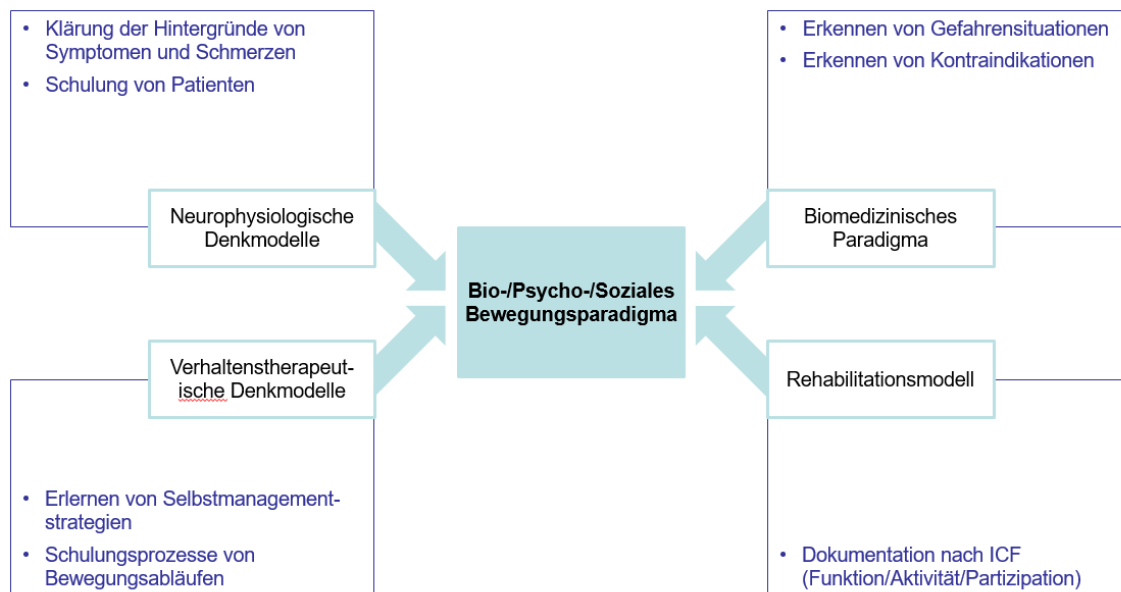 • Klärung der Hintergründe von
Symptomen und Schmerzen
• Schulung von Patienten
Neurophysiologische
Denkmodelle
• Erkennen von Gefahrensituationen
• Erkennen von Kontraindikationen
Biomedizinisches
Paradigma
Bio-/Psycho-/Soziales
Bewegungsparadigma
Verhaltenstherapeut-
ische Denkmodelle
• Erlernen von Selbstmanagement-
strategien
• Schulungsprozesse von
Bewegungsabläufen
Rehabilitationsmodell
• Dokumentation nach ICF
(Funktion/Aktivität/Partizipation)